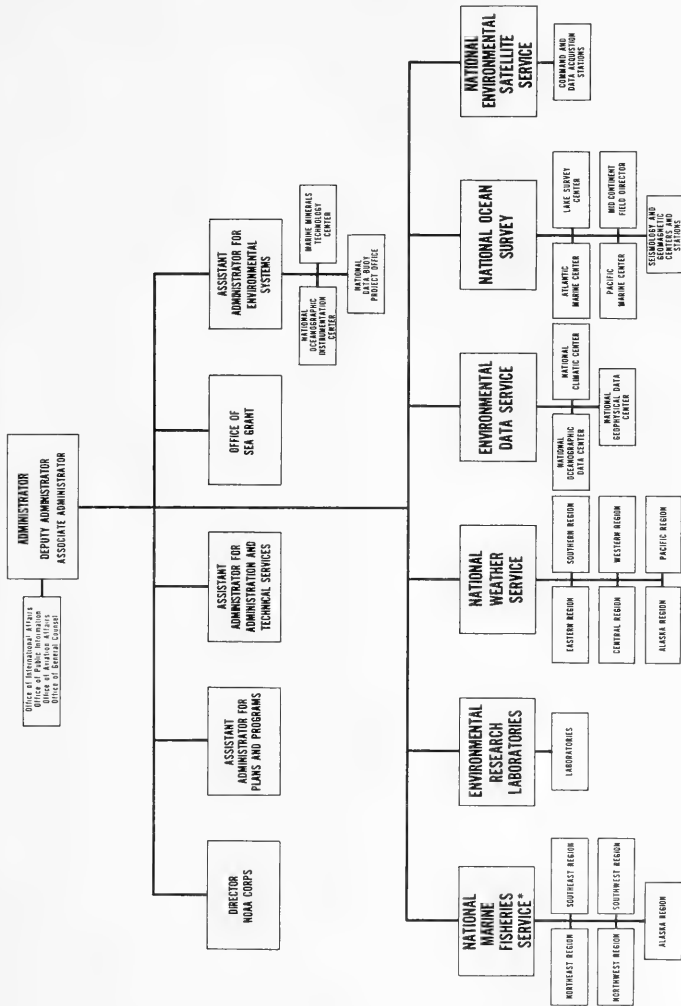 ADMINISTRATOR
DEPUTY ADMINISTRATOR
ASSOCIATE ADMINISTRATOR
Office of International Affairs
Office of Public Information
Office of Aviation Affairs
Office of General Counsel
DIRECTOR
NOAA CORPS
ASSISTANT
ADMINISTRATOR FOR
PLANS AND PROGRAMS
ASSISTANT
ADMINISTRATOR FOR
ADMINISTRATION AND
TECHNICAL SERVICES
OFFICE OF
SEA GRANT
ASSISTANT
ADMINISTRATOR FOR
ENVIRONMENTAL
SYSTEMS
NATIONAL
OCEANOGRAPHIC
INSTRUMENTATION
CENTER
MARINE MINERALS
TECHNOLOGY
CENTER
NATIONAL
DATA BUOY
PROJECT OFFICE
NATIONAL
MARINE
FISHERIES
SERVICE*
NORTHEAST REGION
SOUTHEAST REGION
NORTHWEST REGION
SOUTHWEST REGION
ALASKA REGION
ENVIRONMENTAL
RESEARCH
LABORATORIES
LABORATORIES
NATIONAL
WEATHER
SERVICE
EASTERN REGION
SOUTHERN REGION
CENTRAL REGION
WESTERN REGION
ALASKA REGION
PACIFIC REGION
ENVIRONMENTAL
DATA SERVICE
NATIONAL
OCEANOGRAPHIC
DATA CENTER
NATIONAL
CLIMATIC CENTER
NATIONAL
GEOPHYSICAL DATA
CENTER
NATIONAL OCEAN
SURVEY
ATLANTIC
MARINE CENTER
LAKE SURVEY
CENTER
PACIFIC
MARINE CENTER
MID CONTINENT
FIELD DIRECTOR
SEISMOLOGY AND
GEOMAGNETIC
CENTERS AND
STATIONS
NATIONAL
ENVIRONMENTAL
SATELLITE
SERVICE
COMMAND AND
DATA ACQUISTION
STATIONS